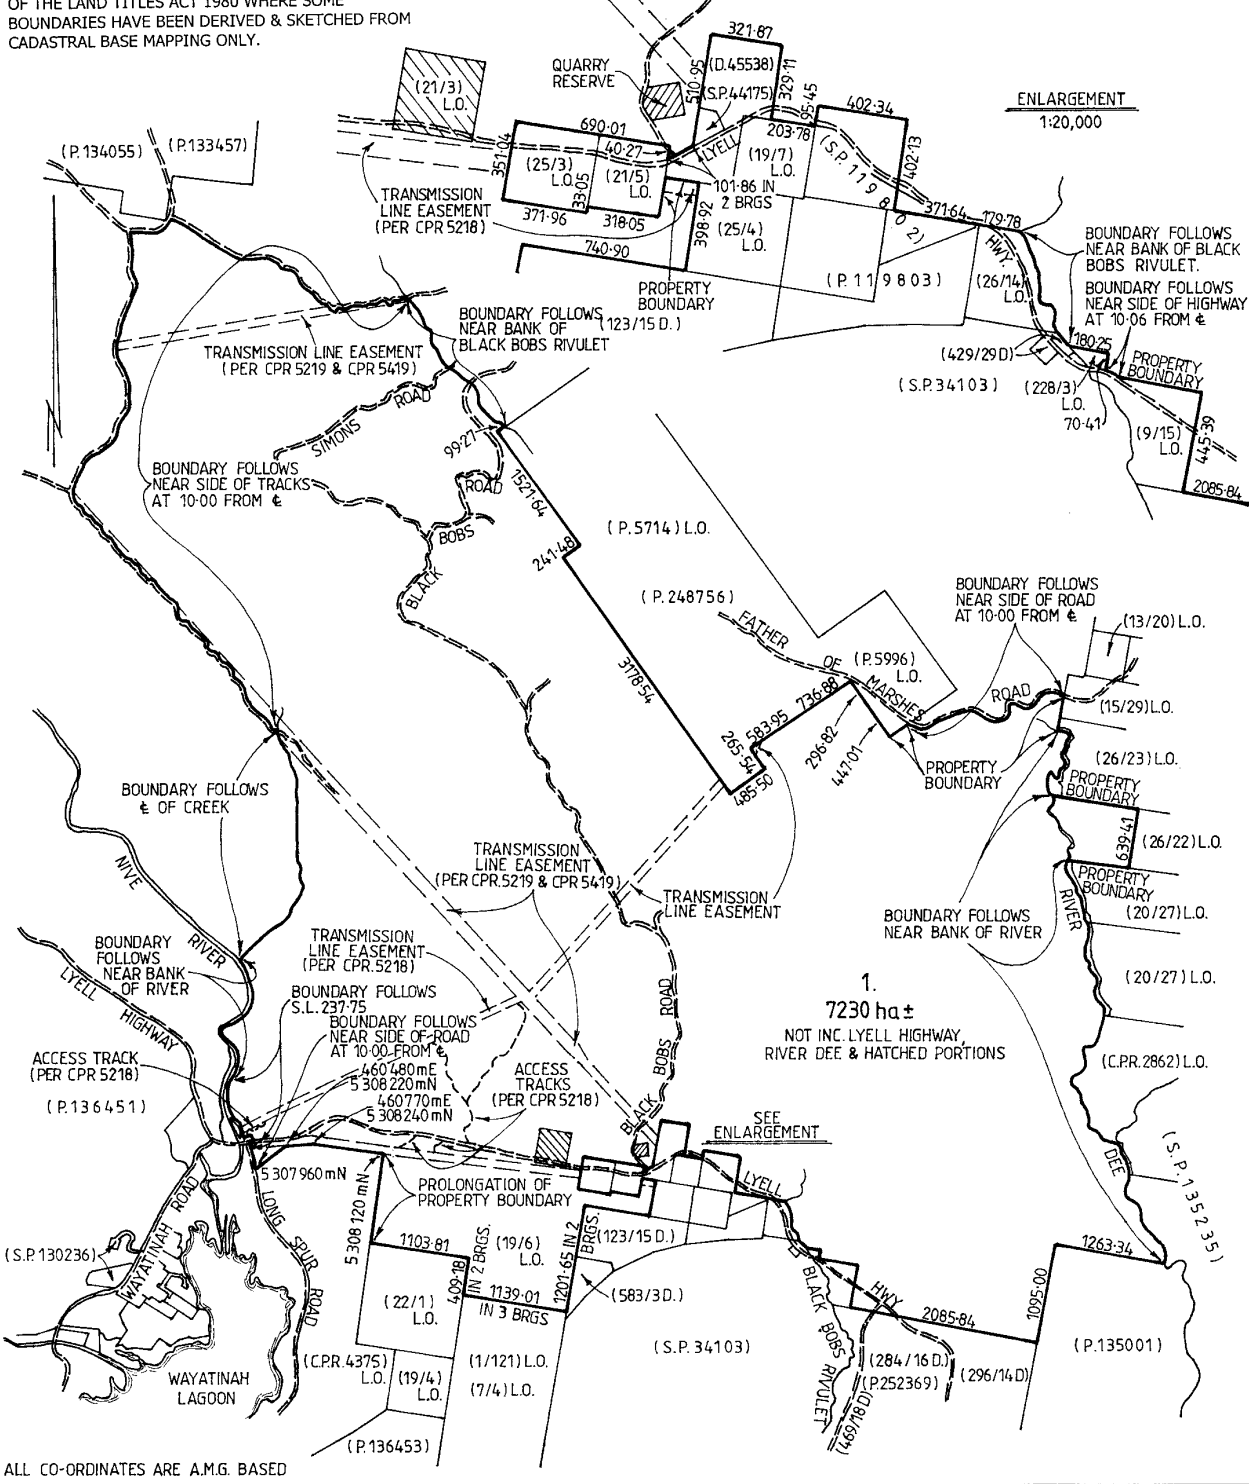 OF THE LAND TITLES ACT 1980 WHERE SOME
BOUNDARIES HAVE BEEN DERIVED & SKETCHED FROM
CADASTRAL BASE MAPPING ONLY.
ENLARGEMENT
1:20,000
321·87
(D.45538)
510·95
329·11
(S.P.44175)
95·45
402·34
QUARRY
RESERVE
(21/3)
L.O.
690·01
40·27
LYELL
203·78
(19/7)
L.O.
(S.P. 119802)
402·13
351·04
(25/3)
L.O.
33·05
(21/5)
L.O.
101·86 IN
2 BRGS
371·96
318·05
398·92
(25/4)
L.O.
371·64
179·78
HWY.
TRANSMISSION
LINE EASEMENT
(PER CPR 5218)
740·90
PROPERTY
BOUNDARY
(P.119803)
(26/14)
L.O.
BOUNDARY FOLLOWS
NEAR BANK OF BLACK
BOBS RIVULET.
BOUNDARY FOLLOWS
NEAR SIDE OF HIGHWAY
AT 10·06 FROM ℄
180·25
PROPERTY
BOUNDARY
(429/29D)
(S.P.34103)
(228/3)
L.O.
70·41
(9/15)
L.O.
445·39
2085·84
(P.134055)
(P.133457)
BOUNDARY FOLLOWS
NEAR BANK OF
BLACK BOBS RIVULET
(123/15 D.)
TRANSMISSION LINE EASEMENT
(PER CPR 5219 & CPR 5419)
SIMONS
ROAD
99·27
BOUNDARY FOLLOWS
NEAR SIDE OF TRACKS
AT 10·00 FROM ℄
ROAD
BOBS
BLACK
1521·64
241·48
(P.5714) L.O.
(P.248756)
3178·54
FATHER
OF
MARSHES
ROAD
(P.5996)
L.O.
BOUNDARY FOLLOWS
NEAR SIDE OF ROAD
AT 10·00 FROM ℄
(13/20) L.O.
(15/29) L.O.
(26/23) L.O.
736·88
583·95
265·54
485·50
296·82
447·01
PROPERTY
BOUNDARY
PROPERTY
BOUNDARY
639·41
(26/22) L.O.
PROPERTY
BOUNDARY
RIVER
(20/27) L.O.
(20/27) L.O.
BOUNDARY FOLLOWS
NEAR BANK OF RIVER
BOUNDARY FOLLOWS
℄ OF CREEK
NIVE
RIVER
TRANSMISSION
LINE EASEMENT
(PER CPR.5219 & CPR 5419)
TRANSMISSION
LINE EASEMENT
TRANSMISSION
LINE EASEMENT
(PER CPR.5218)
BOUNDARY
FOLLOWS
NEAR BANK
OF RIVER
LYELL
HIGHWAY
BOUNDARY FOLLOWS
S.L. 237·75
BOUNDARY FOLLOWS
NEAR SIDE OF ROAD
AT 10·00 FROM ℄
460 480 mE
5 308 220 mN
460 770 mE
5 308 240 mN
ACCESS
TRACKS
(PER CPR 5218)
ACCESS TRACK
(PER CPR 5218)
(P.136451)
BLACK
BOBS
ROAD
1.
7230 ha ±
NOT INC. LYELL HIGHWAY,
RIVER DEE & HATCHED PORTIONS
(C.P.R. 2862) L.O.
SEE
ENLARGEMENT
DEE
(S.P. 135235)
5 307 960 mN
5 308 120 mN
PROLONGATION OF
PROPERTY BOUNDARY
LYELL
WAYATINAH ROAD
LONG SPUR ROAD
(S.P. 130236)
1103·81
409·18
IN 2 BRGS.
(19/6)
L.O.
1139·01
IN 3 BRGS
1201·65 IN 2
BRGS.
(123/15 D.)
(583/3 D.)
1263·34
1095·00
(22/1)
L.O.
HWY
2085·84
BLACK BOBS RIVULET
(S.P. 34103)
(P.135001)
(284/16 D.)
(P.252369)
(296/14D)
(469/18 D)
(C.P.R. 4375)
L.O.
(19/4)
L.O.
(1/121) L.O.
(7/4) L.O.
WAYATINAH
LAGOON
(P.136453)
ALL CO-ORDINATES ARE A.M.G. BASED